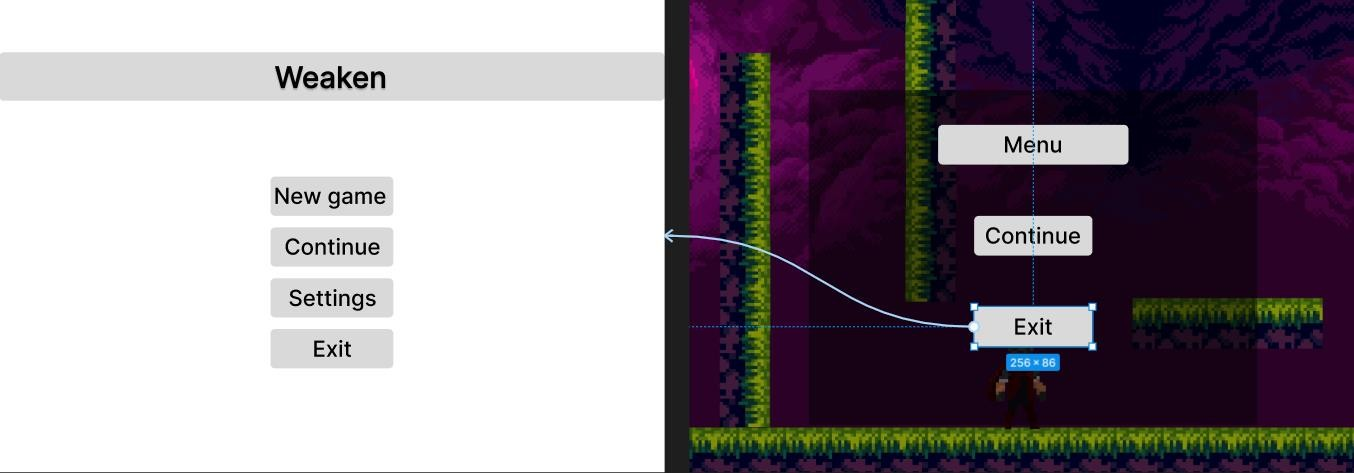 Weaken
New game
Continue
Settings
Exit
Menu
Continue
Exit
256 × 86